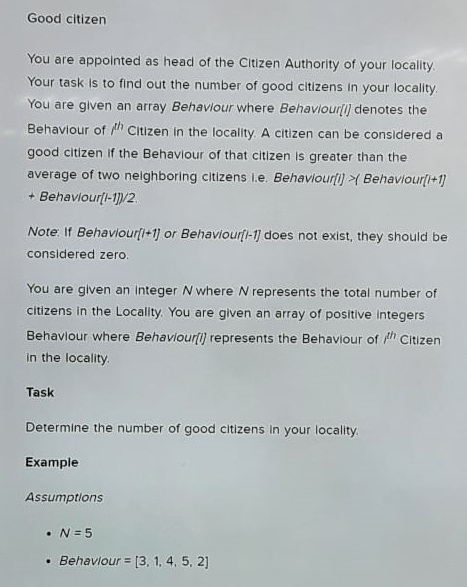 Good citizen
You are appointed as head of the Citizen Authority of your locality.
Your task is to find out the number of good citizens in your locality.
You are given an array Behaviour where Behaviour[i] denotes the
Behaviour of ith Citizen in the locality. A citizen can be considered a
good citizen if the Behaviour of that citizen is greater than the
average of two neighboring citizens i.e. Behaviour[i] >( Behaviour[i+1]
+ Behaviour[i-1])/2.
Note: If Behaviour[i+1] or Behaviour[i-1] does not exist, they should be
considered zero.
You are given an integer N where N represents the total number of
citizens in the Locality. You are given an array of positive integers
Behaviour where Behaviour[i] represents the Behaviour of ith Citizen
in the locality.
Task
Determine the number of good citizens in your locality.
Example
Assumptions
• N = 5
• Behaviour = [3, 1, 4, 5, 2]